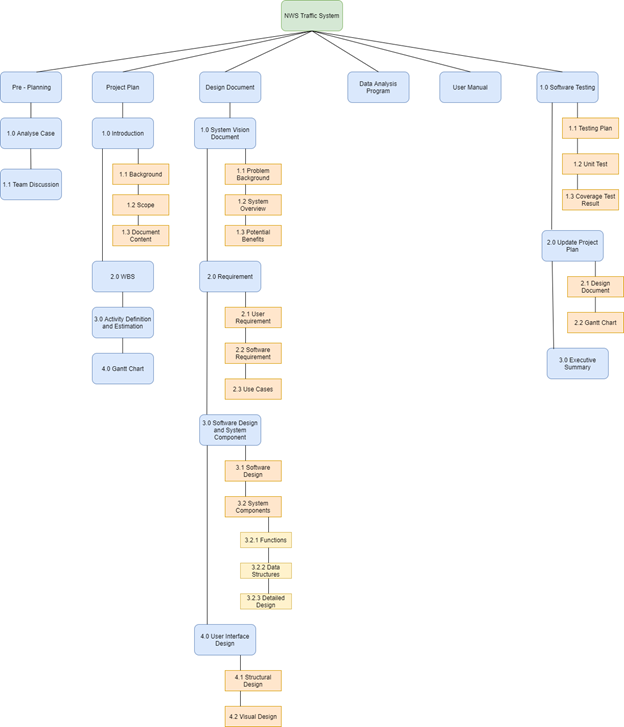 NWS Traffic System
Pre - Planning
Project Plan
Design Document
Data Analysis
Program
User Manual
1.0 Software Testing
1.0 Analyse Case
1.1 Team Discussion
1.0 Introduction
1.1 Background
1.2 Scope
1.3 Document
Content
2.0 WBS
3.0 Activity Definition
and Estimation
4.0 Gantt Chart
1.0 System Vision
Document
1.1 Problem
Background
1.2 System
Overview
1.3 Potential
Benefits
2.0 Requirement
2.1 User
Requirement
2.2 Software
Requirement
2.3 Use Cases
3.0 Software Design
and System
Component
3.1 Software
Design
3.2 System
Components
3.2.1 Functions
3.2.2 Data
Structures
3.2.3 Detailed
Design
4.0 User Interface
Design
4.1 Structural
Design
4.2 Visual Design
1.1 Testing Plan
1.2 Unit Test
1.3 Coverage Test
Result
2.0 Update Project
Plan
2.1 Design
Document
2.2 Gantt Chart
3.0 Executive
Summary